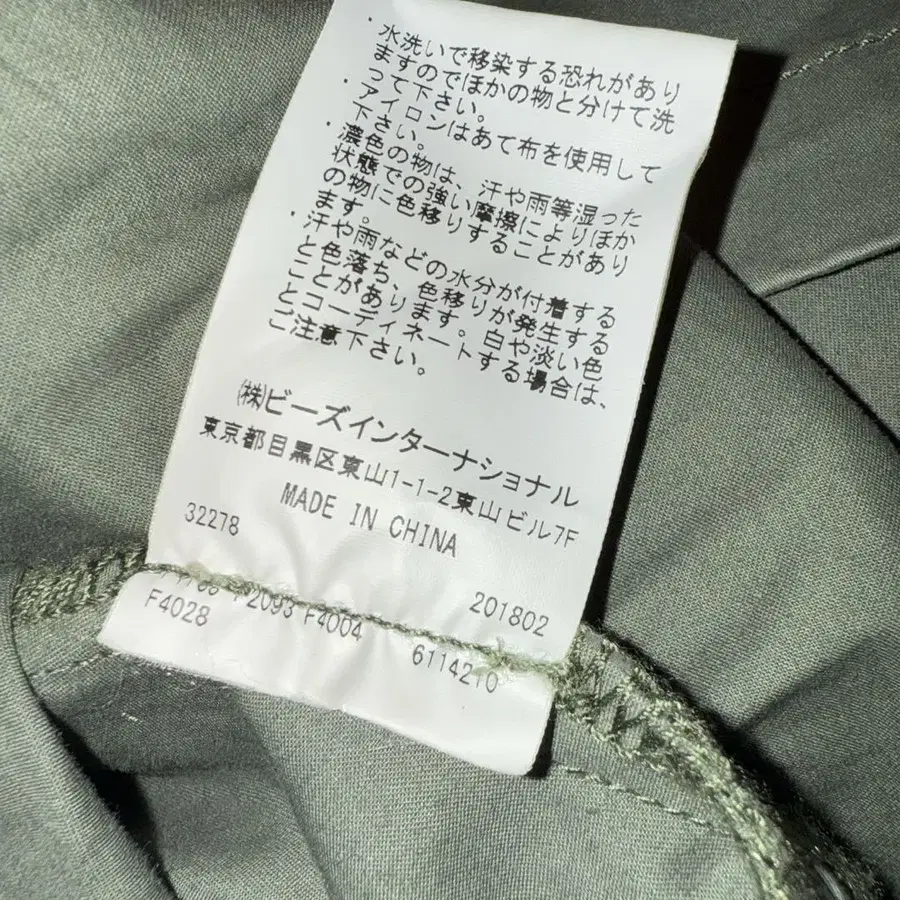 ・水洗いで移染する恐れがあり
ますのでほかの物と分けて洗
って下さい。
・アイロンはあて布を使用して
下さい。
・濃色の物は、汗や雨等湿った
状態での強い摩擦によりほか
の物に色移りすることがあり
ます。
・汗や雨などの水分が付着する
と色落ち、色移りが発生する
ことがあります。白や淡い色
とコーディネートする場合は、
ご注意下さい。
(株)ビーズインターナショナル
東京都目黒区東山1-1-2東山ビル7F
MADE IN CHINA
32278
201802
F4004
F4028
6114210